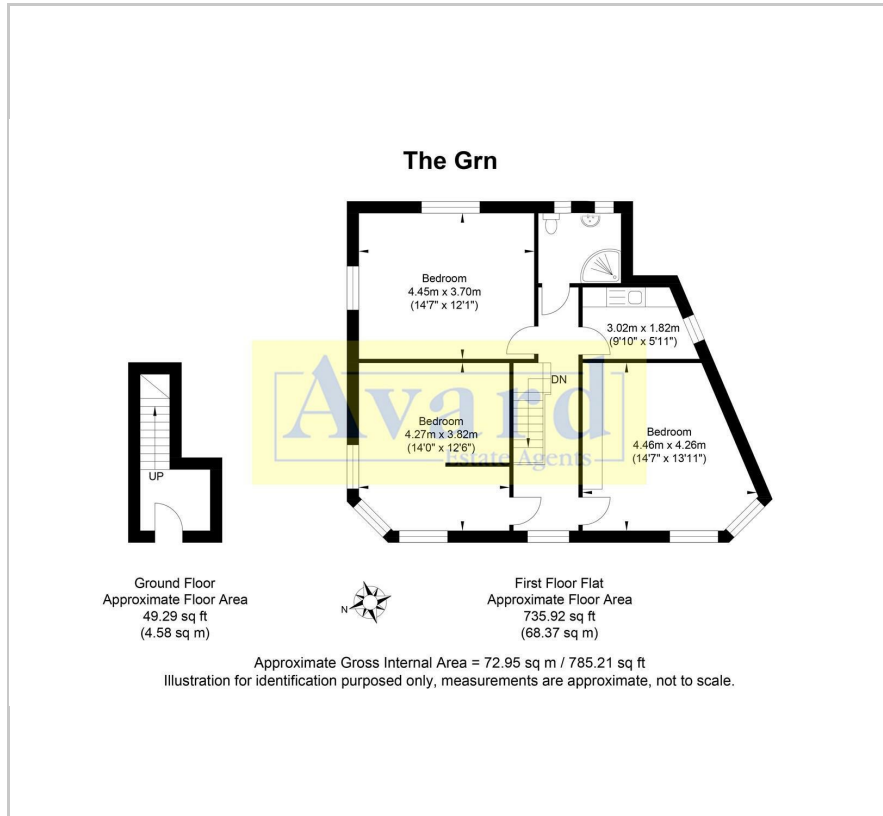 The Grn
Bedroom
4.45m x 3.70m
(14'7" x 12'1")
3.02m x 1.82m
(9'10" x 5'11")
DN
Avard
Estate Agents
Bedroom
4.27m x 3.82m
(14'0" x 12'6")
Bedroom
4.46m x 4.26m
(14'7" x 13'11")
UP
Ground Floor
Approximate Floor Area
49.29 sq ft
(4.58 sq m)
N
First Floor Flat
Approximate Floor Area
735.92 sq ft
(68.37 sq m)
Approximate Gross Internal Area = 72.95 sq m / 785.21 sq ft
Illustration for identification purposed only, measurements are approximate, not to scale.